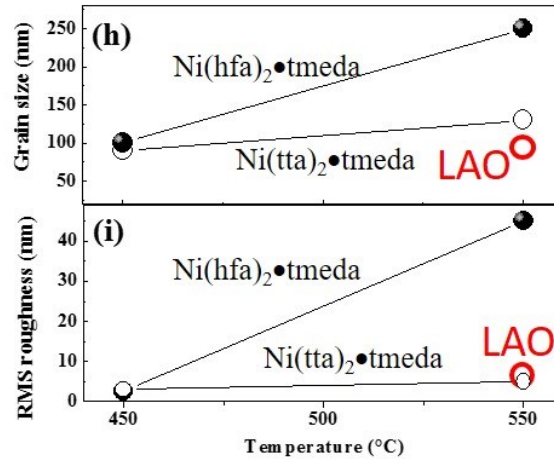 (h)
Grain size (nm)
250
200
150
100
50
Ni(hfa)₂●tmeda
Ni(tta)₂●tmeda
LAO
(i)
RMS roughness (nm)
40
30
20
10
0
Ni(hfa)₂●tmeda
Ni(tta)₂●tmeda
LAO
450
500
550
Temperature (°C)